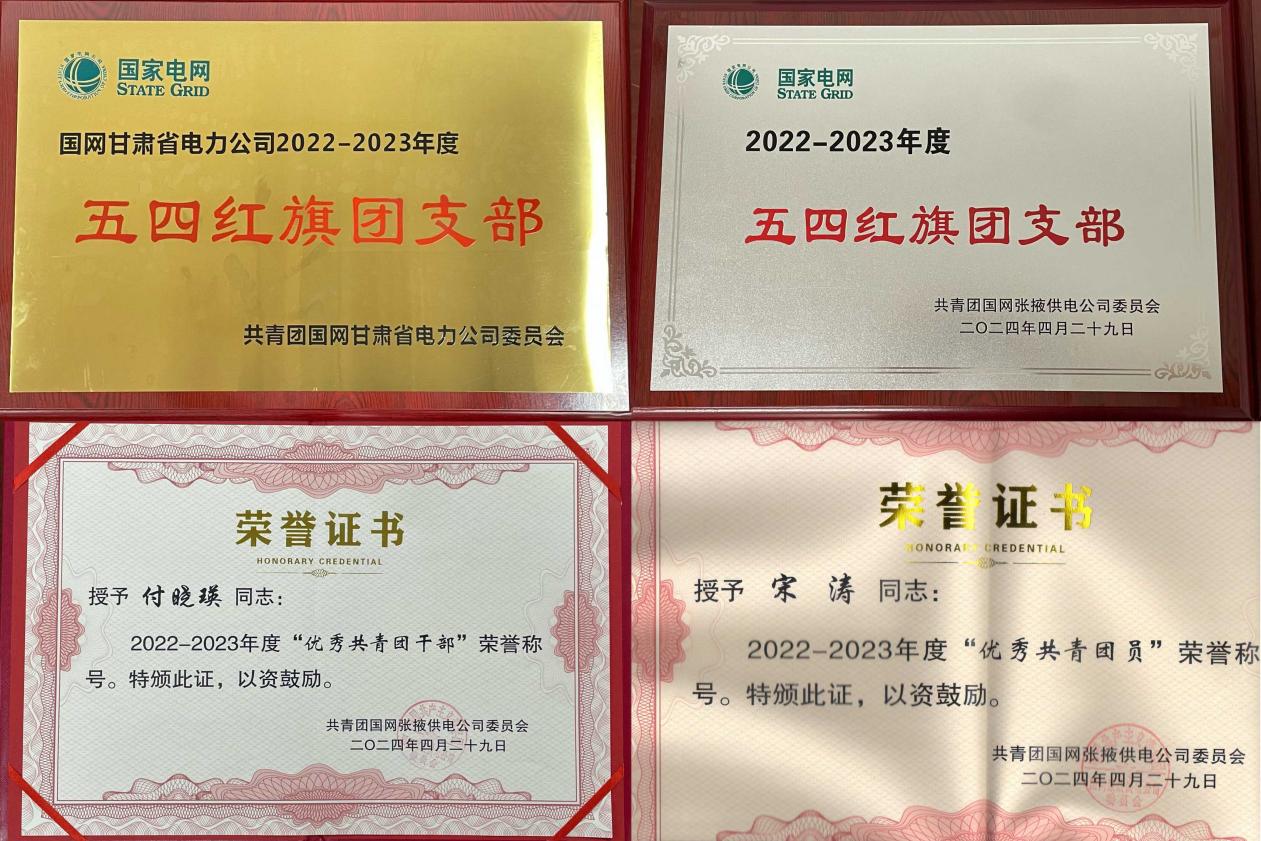 国家电网
STATE GRID
国网甘肃省电力公司2022-2023年度
五四红旗团支部
共青团国网甘肃省电力公司委员会
国家电网
STATE GRID
2022-2023年度
五四红旗团支部
共青团国网张掖供电公司委员会
二〇二四年四月二十九日
荣誉证书
HONORARY CREDENTIAL
授予 付晓瑛 同志：
2022-2023年度“优秀共青团干部”荣誉称
号。特颁此证，以资鼓励。
共青团国网张掖供电公司委员会
二〇二四年四月二十九日
荣誉证书
HONORARY CREDENTIAL
授予 宋 涛 同志：
2022-2023年度“优秀共青团员”荣誉称
号。特颁此证，以资鼓励。
共青团国网张掖供电公司委员会
二〇二四年四月二十九日